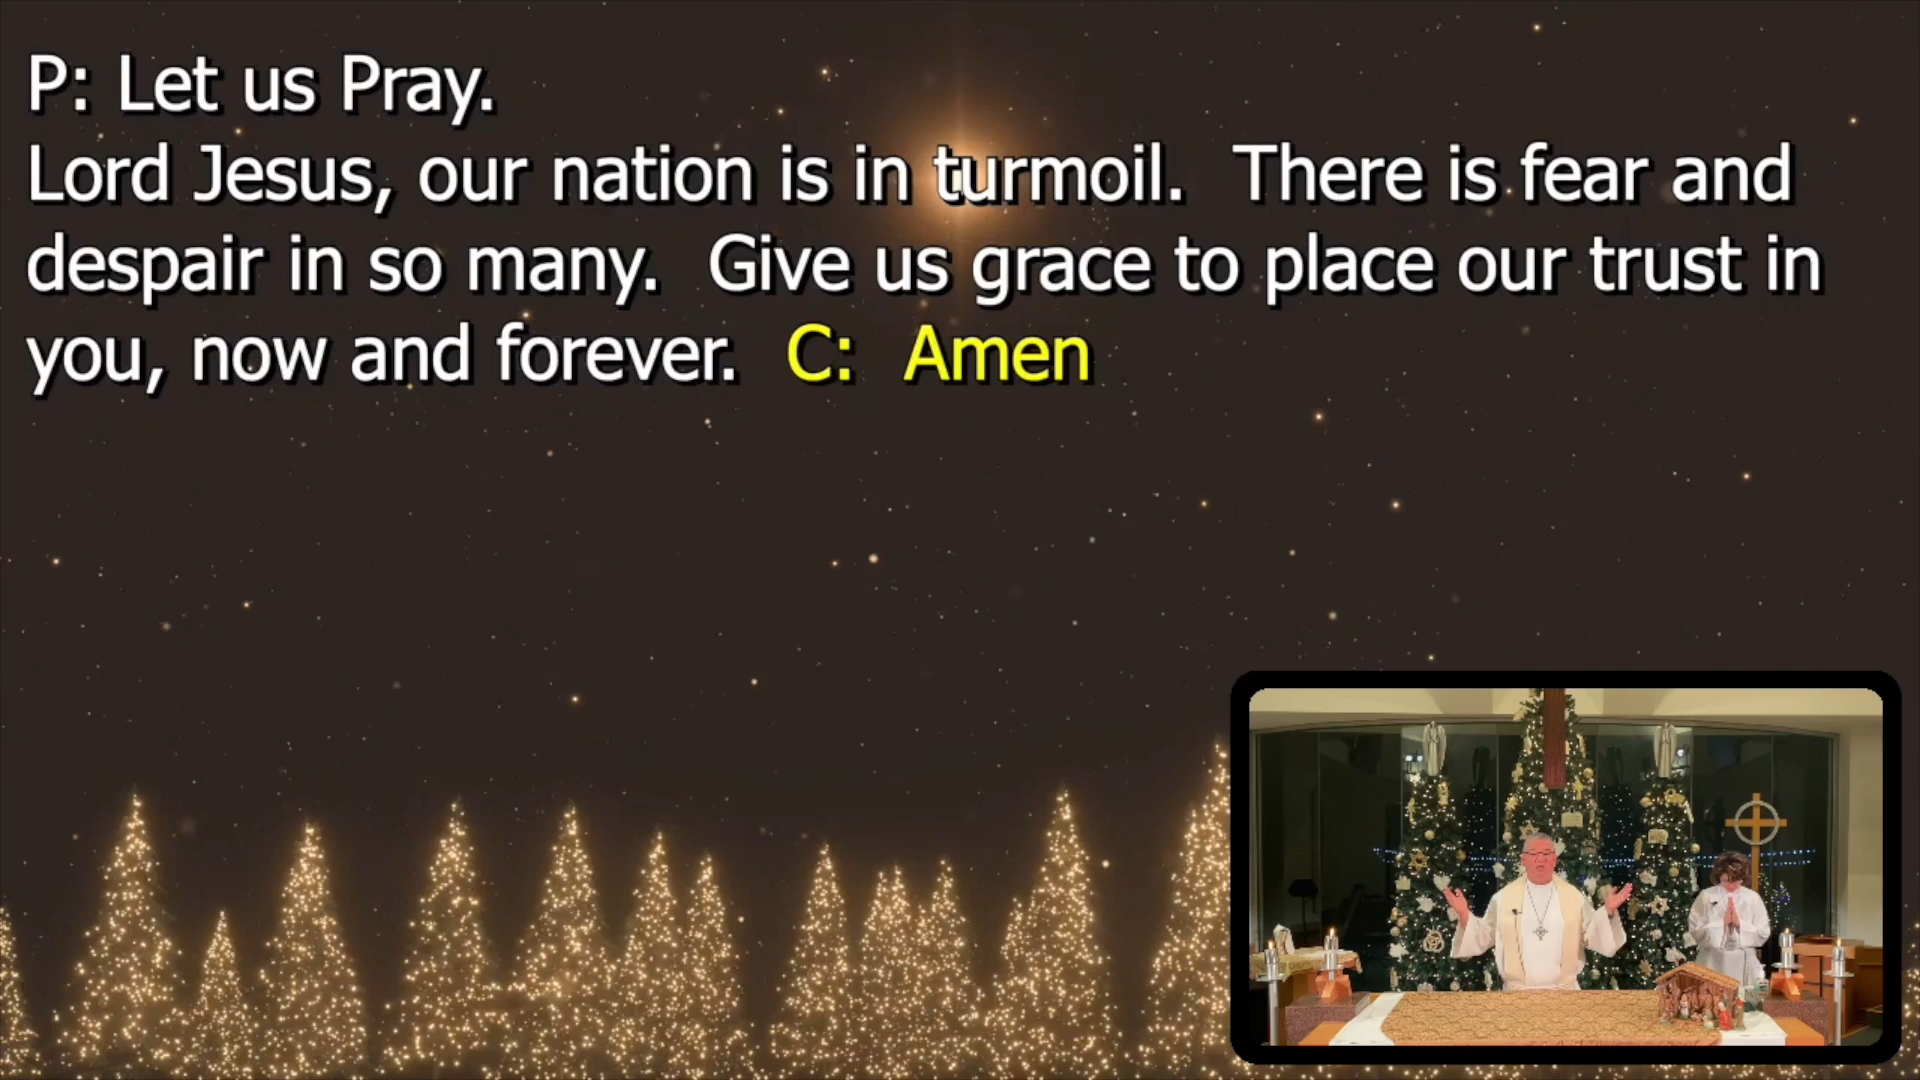 P: Let us Pray.
Lord Jesus, our nation is in turmoil.  There is fear and
despair in so many.  Give us grace to place our trust in
you, now and forever.  C:  Amen